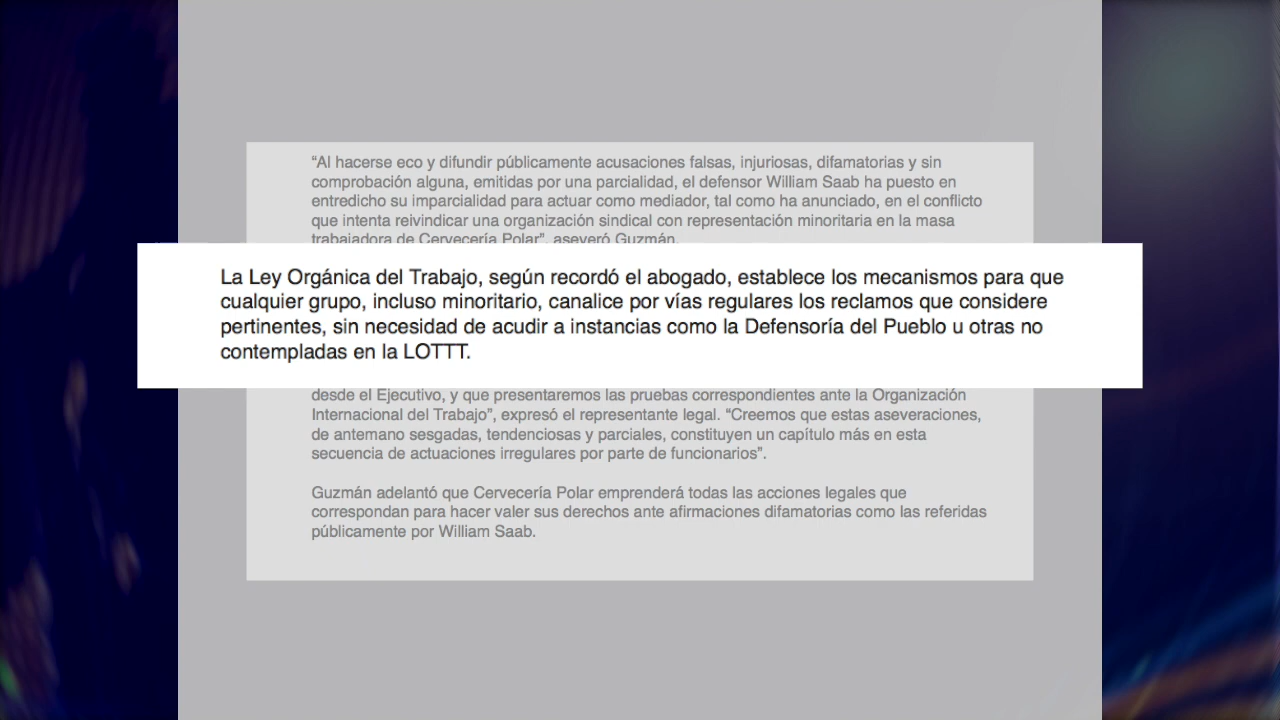 “Al hacerse eco y difundir públicamente acusaciones falsas, injuriosas, difamatorias y sin
comprobación alguna, emitidas por una parcialidad, el defensor William Saab ha puesto en
entredicho su imparcialidad para actuar como mediador, tal como ha anunciado, en el conflicto
que intenta reivindicar una organización sindical con representación minoritaria en la masa
trabajadora de Cervecería Polar”, aseveró Guzmán.
La Ley Orgánica del Trabajo, según recordó el abogado, establece los mecanismos para que
cualquier grupo, incluso minoritario, canalice por vías regulares los reclamos que considere
pertinentes, sin necesidad de acudir a instancias como la Defensoría del Pueblo u otras no
contempladas en la LOTTT.
desde el Ejecutivo, y que presentaremos las pruebas correspondientes ante la Organización
Internacional del Trabajo”, expresó el representante legal. “Creemos que estas aseveraciones,
de antemano sesgadas, tendenciosas y parciales, constituyen un capítulo más en esta
secuencia de actuaciones irregulares por parte de funcionarios”.
Guzmán adelantó que Cervecería Polar emprenderá todas las acciones legales que
correspondan para hacer valer sus derechos ante afirmaciones difamatorias como las referidas
públicamente por William Saab.